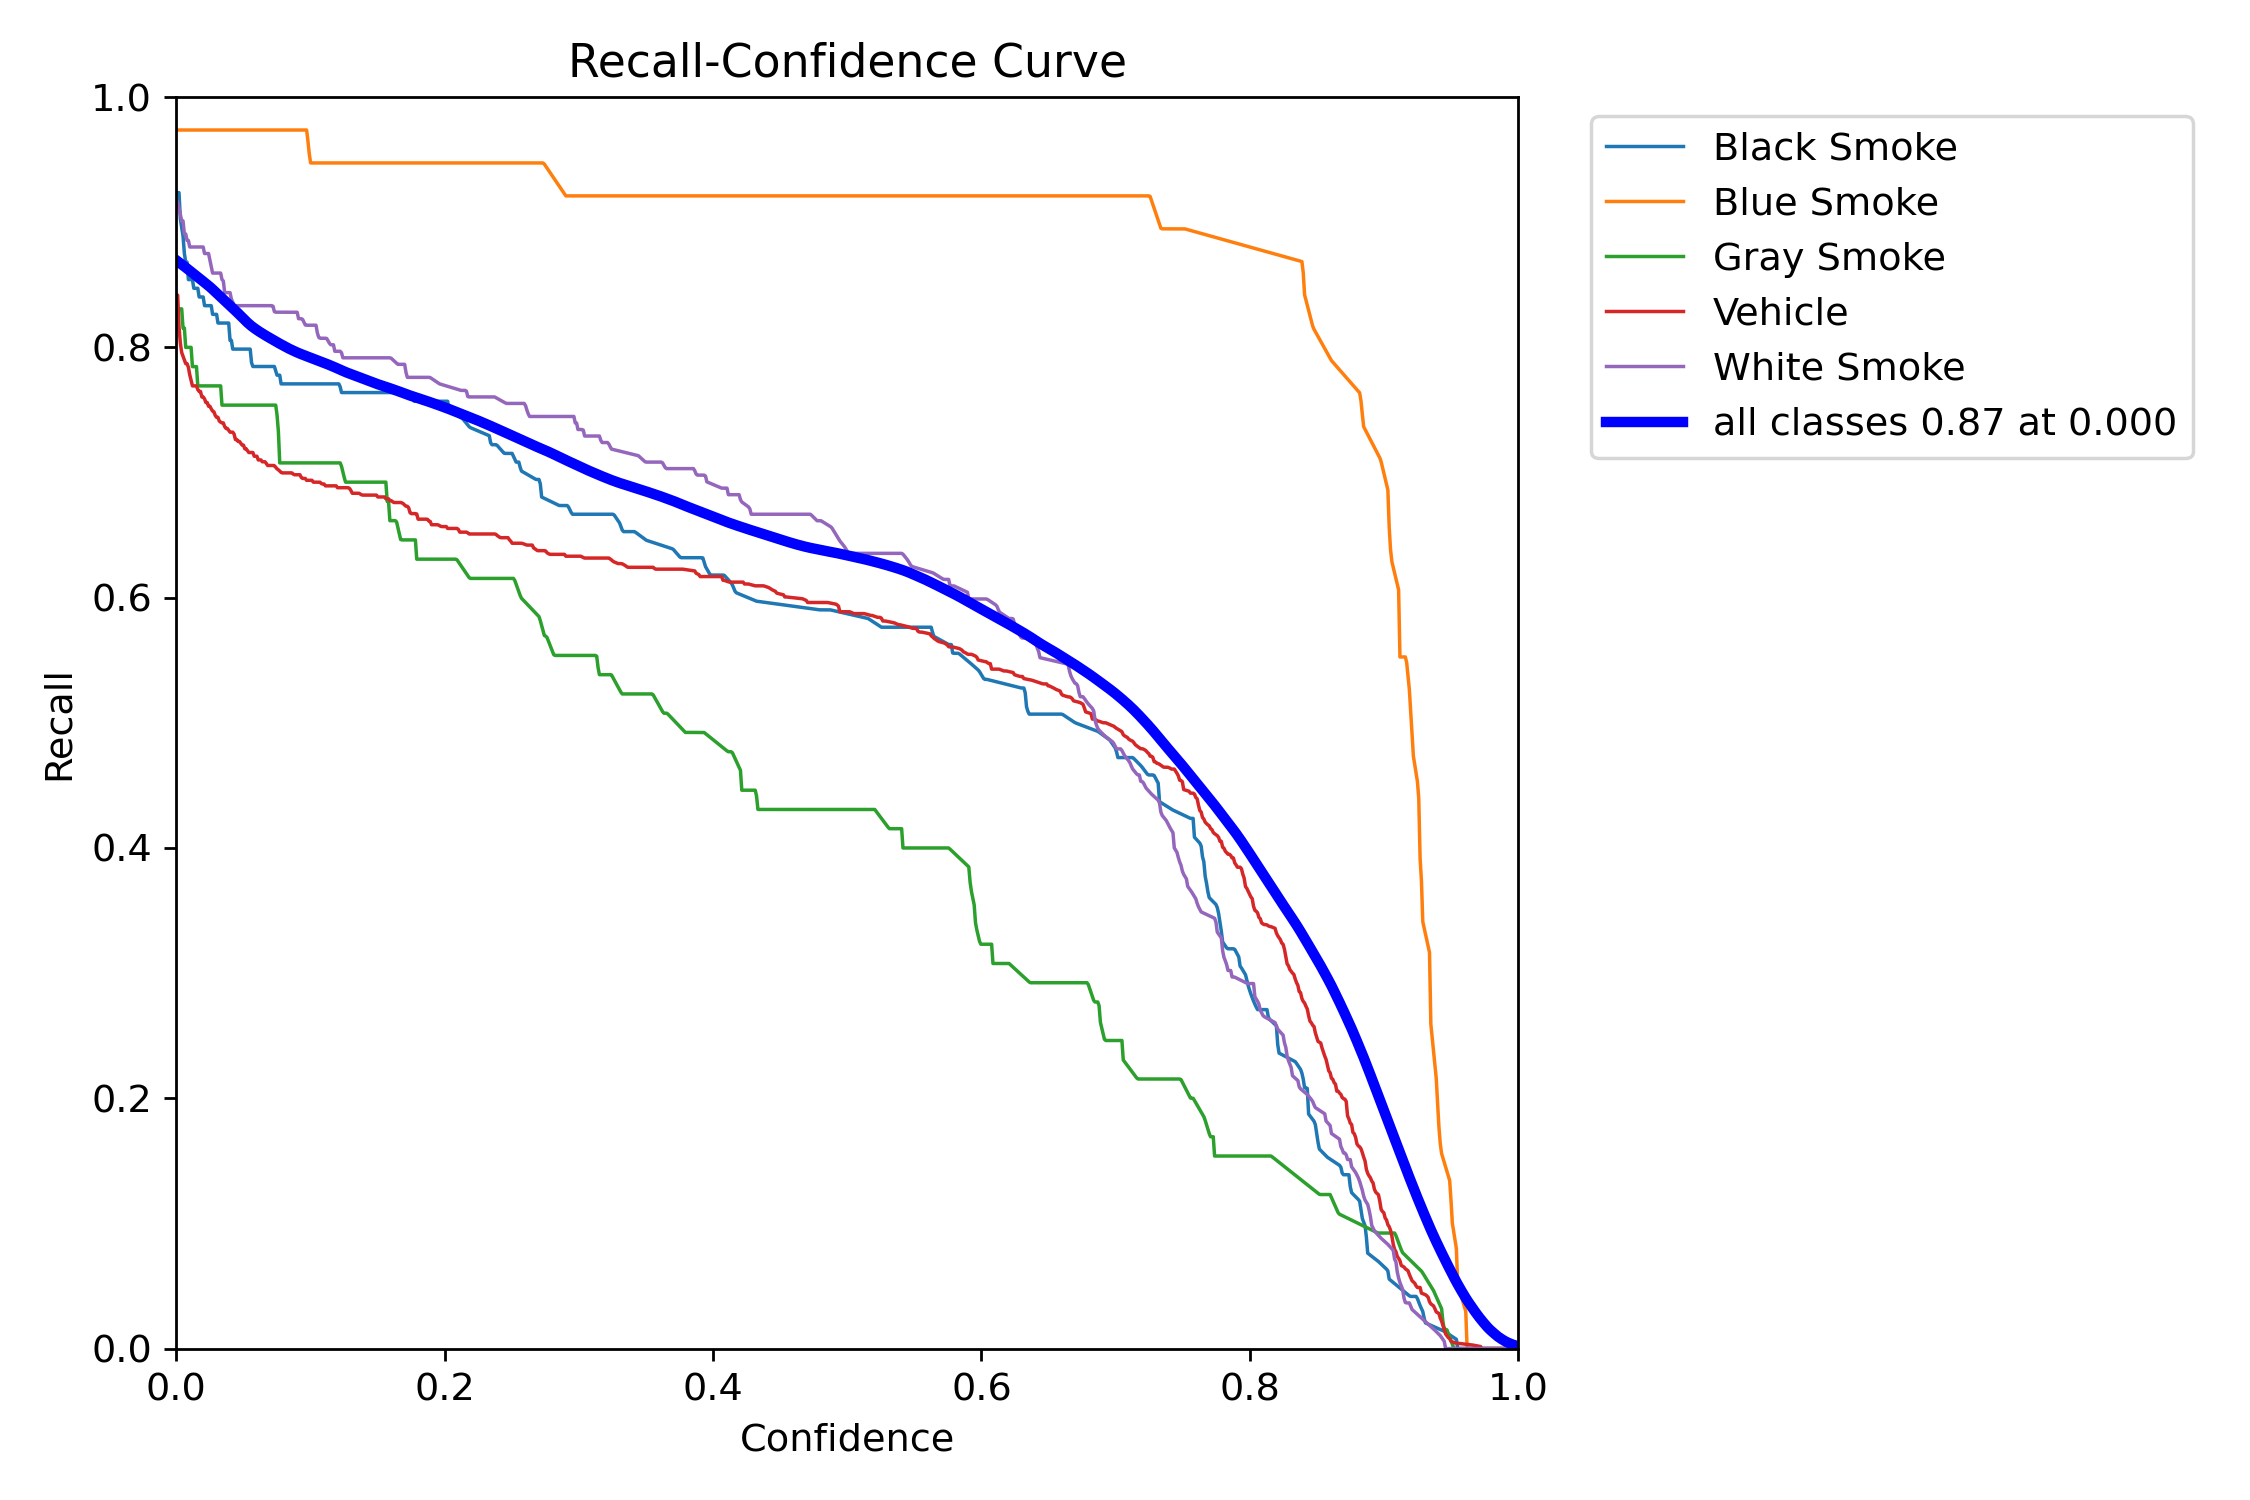 Recall-Confidence Curve
1.0
0.8
0.6
0.4
0.2
0.0
Recall
0.0 0.2 0.4 0.6 0.8 1.0
Confidence
Black Smoke
Blue Smoke
Gray Smoke
Vehicle
White Smoke
all classes 0.87 at 0.000